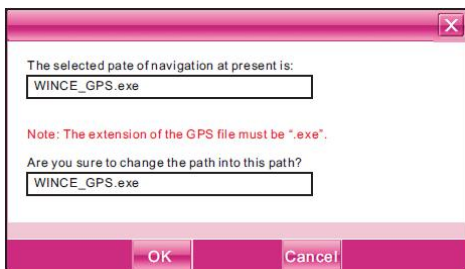 The selected pate of navigation at present is:
WINCE_GPS.exe
Note: The extension of the GPS file must be “.exe”.
Are you sure to change the path into this path?
WINCE_GPS.exe
OK
Cancel